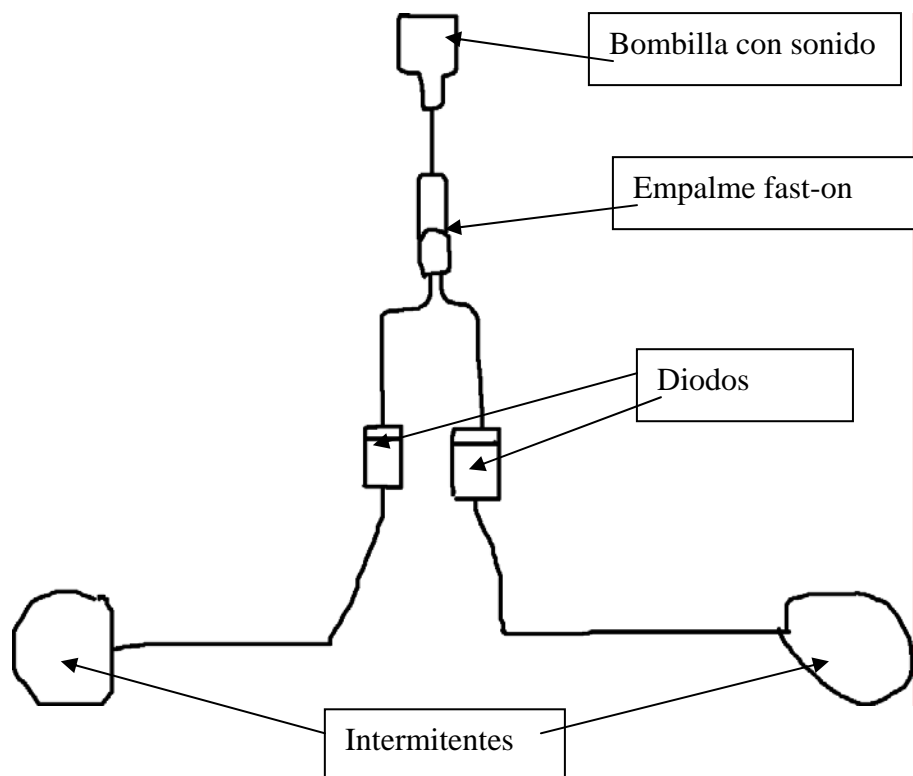 Bombilla con sonido
Empalme fast-on
Diodos
Intermitentes